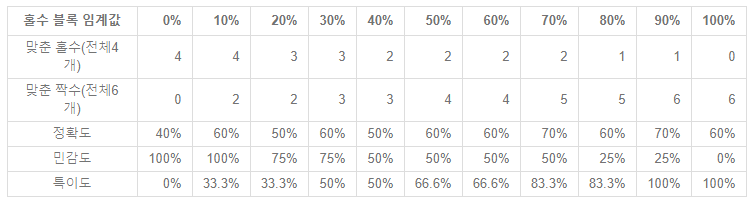 홀수 블록 임계값 0% 10% 20% 30% 40% 50% 60% 70% 80% 90% 100%
맞춘 홀수(전체4
개) 4 4 3 3 2 2 2 2 1 1 0
맞춘 짝수(전체6
개) 0 2 2 3 3 4 4 5 5 6 6
정확도 40% 60% 50% 60% 50% 60% 60% 70% 60% 70% 60%
민감도 100% 100% 75% 75% 50% 50% 50% 50% 25% 25% 0%
특이도 0% 33.3% 33.3% 50% 50% 66.6% 66.6% 83.3% 83.3% 100% 100%